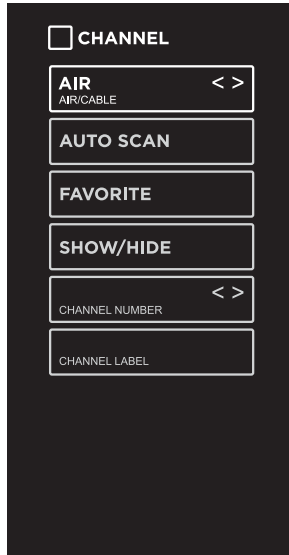 CHANNEL
AIR < >
AIR/CABLE
AUTO SCAN
FAVORITE
SHOW/HIDE
< >
CHANNEL NUMBER
CHANNEL LABEL